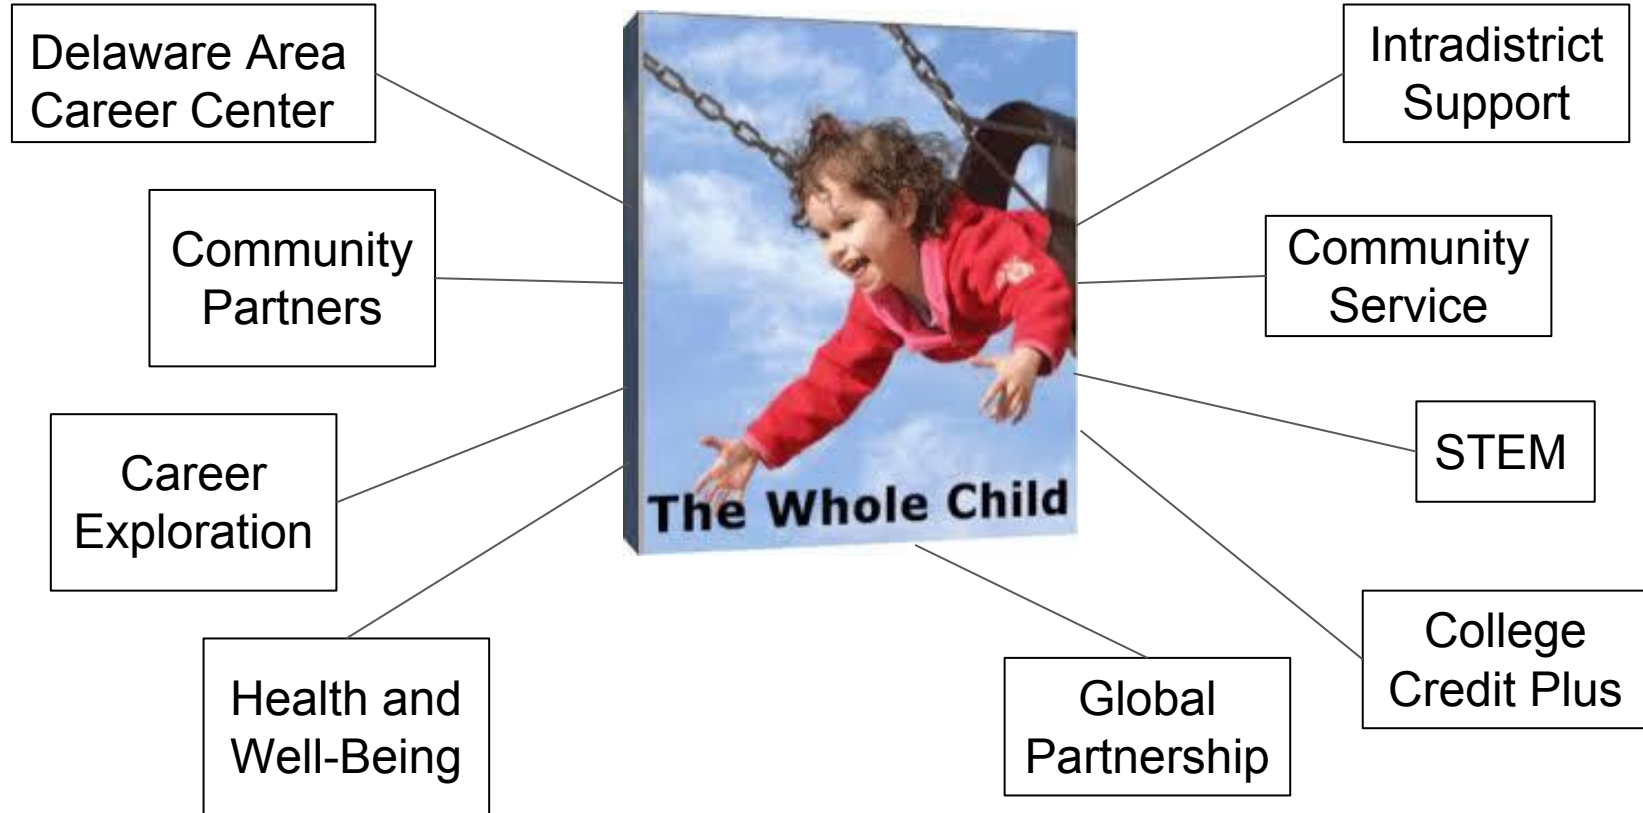 Delaware Area
Career Center
Community
Partners
Career
Exploration
Health and
Well-Being
The Whole Child
Intradistrict
Support
Community
Service
STEM
College
Credit Plus
Global
Partnership